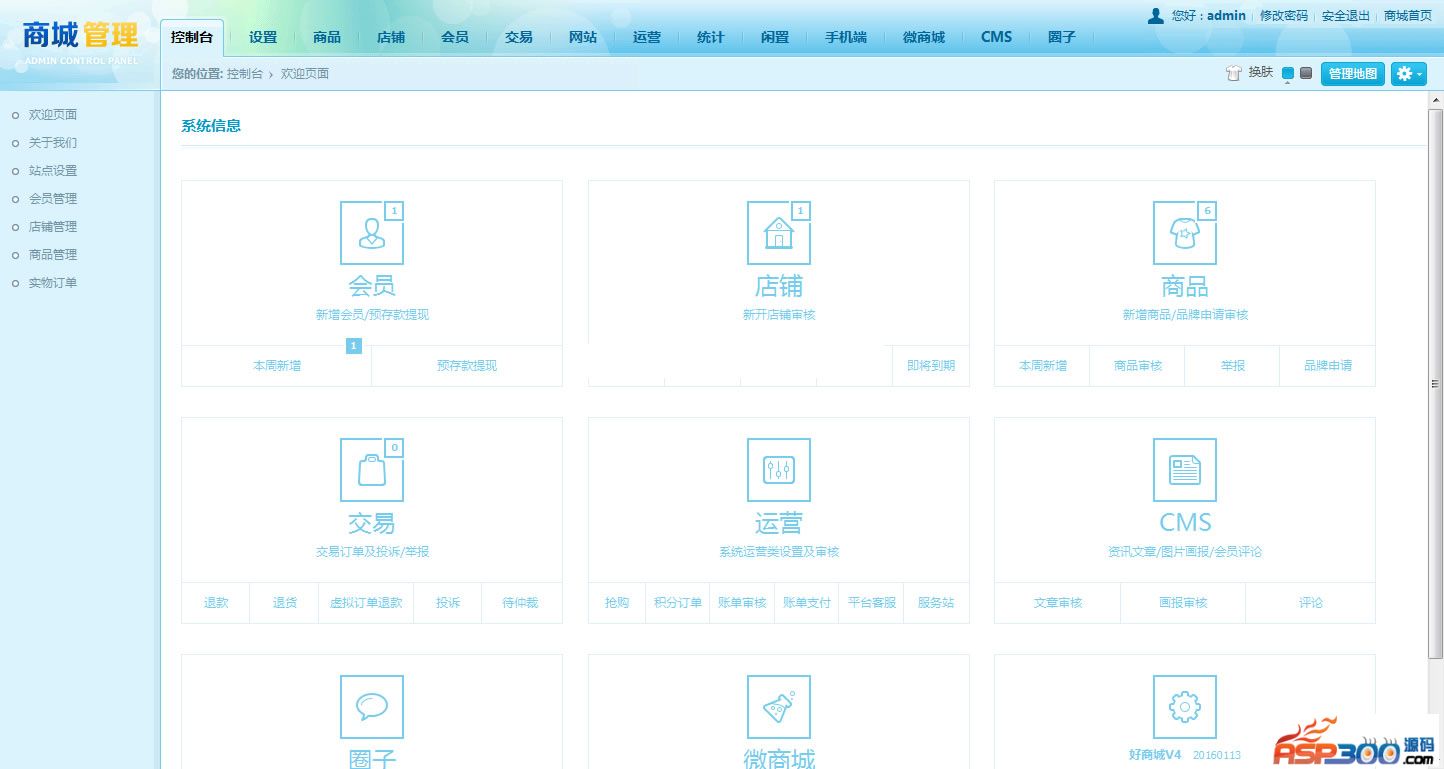 您好 : admin 修改密码 安全退出 商城首页
商城管理
ADMIN CONTROL PANEL
控制台 设置 商品 店铺 会员 交易 网站 运营 统计 闲置 手机端 微商城 CMS 圈子
您的位置: 控制台 › 欢迎页面
换肤 管理地图
欢迎页面
关于我们
站点设置
会员管理
店铺管理
商品管理
实物订单
系统信息
1
会员
新增会员/预存款提现
1
本周新增 预存款提现
1
店铺
新开店铺审核
即将到期
6
商品
新增商品/品牌申请审核
本周新增 商品审核 举报 品牌申请
0
交易
交易订单及投诉/举报
退款 退货 虚拟订单退款 投诉 待仲裁
运营
系统运营类设置及审核
抢购 积分订单 账单审核 账单支付 平台客服 服务站
CMS
资讯文章/图片画报/会员评论
文章审核 画报审核 评论
圈子
微商城
好商城V4 20160113
ASP300源码
.com